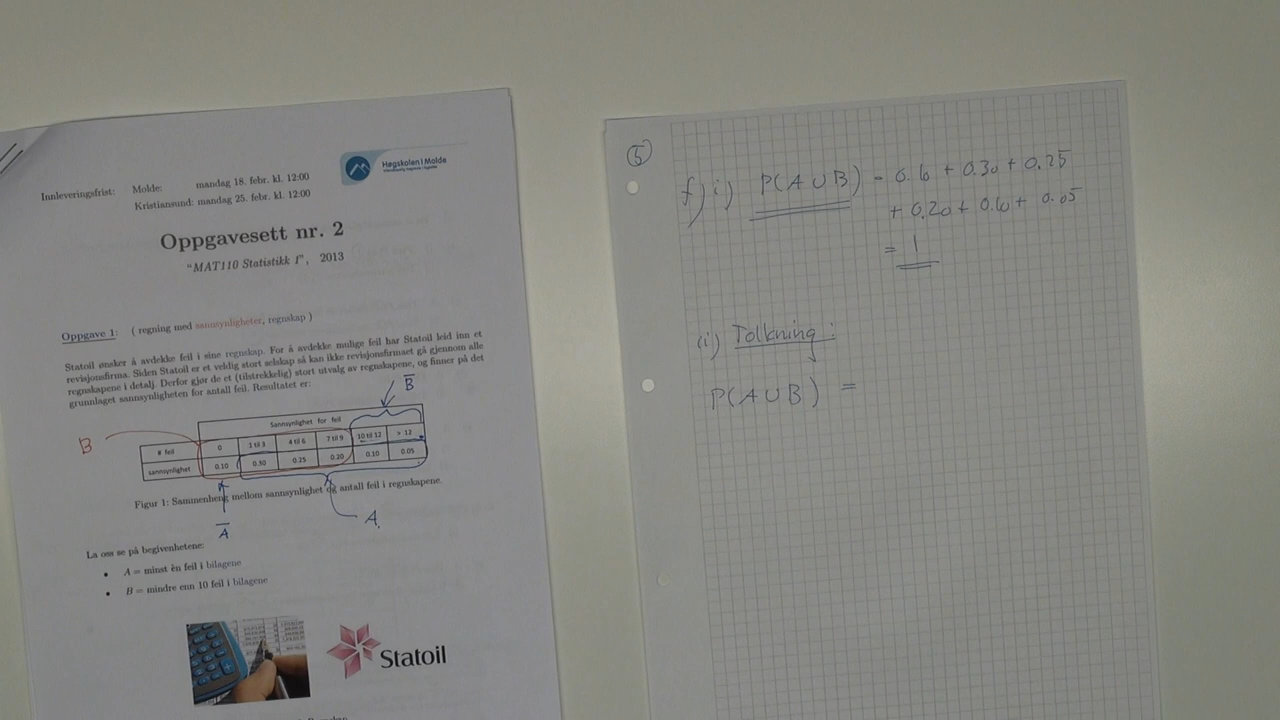 Innleveringsfrist: Molde: mandag 18. febr. kl. 12:00
Kristiansund: mandag 25. febr. kl. 12:00
Høgskolen i Molde
Oppgavesett nr. 2
"MAT110 Statistikk 1", 2013
Oppgave 1: ( regning med sannsynligheter, regnskap )
Statoil ønsker å avdekke feil i sine regnskap. For å avdekke mulige feil har Statoil leid inn et
revisjonsfirma. Siden Statoil er et veldig stort selskap så kan ikke revisjonsfirmaet gå gjennom alle
regnskapene i detalj. Derfor gjør de et (tilstrekkelig) stort utvalg av regnskapene, og finner på det
grunnlaget sannsynligheten for antall feil. Resultatet er:
B̅
B
Sannsynlighet for feil
# feil 0 1 til 3 4 til 6 7 til 9 10 til 12 > 12
sannsynlighet 0.10 0.30 0.25 0.20 0.10 0.05
Figur 1: Sammenheng mellom sannsynlighet og antall feil i regnskapene.
A̅
A
La oss se på begivenhetene:
• A = minst èn feil i bilagene
• B = mindre enn 10 feil i bilagene
Statoil
5
f) i) P(A ∪ B) = 0.10 + 0.30 + 0.25
+ 0.20 + 0.10 + 0.05
= 1
(ii) Tolkning:
P(A ∪ B) =